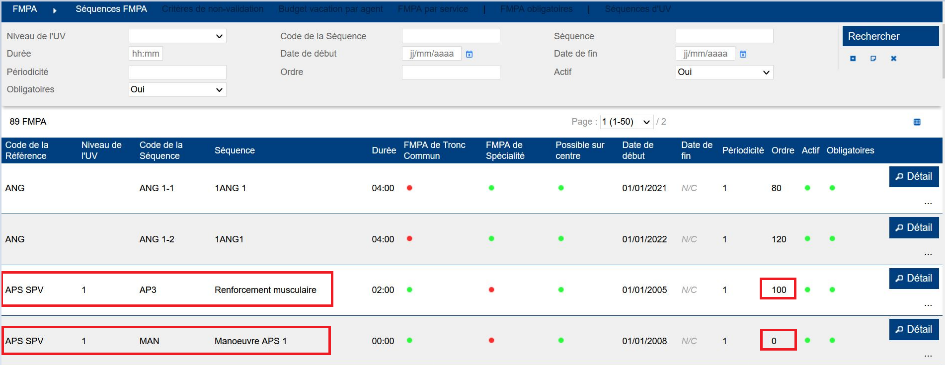 FMPA Séquences FMPA Critères de non-validation Budget vacation par agent FMPA par service | FMPA obligatoires | Séquences d'UV
Niveau de l'UV Code de la Séquence Séquence Rechercher
Durée hh:mm Date de début jj/mm/aaaa Date de fin jj/mm/aaaa
Périodicité Ordre Actif Oui
Obligatoires Oui
89 FMPA Page : 1 (1-50) / 2
Code de la Référence Niveau de l'UV Code de la Séquence Séquence Durée FMPA de Tronc Commun FMPA de Spécialité Possible sur centre Date de début Date de fin Périodicité Ordre Actif Obligatoires
ANG ANG 1-1 1ANG 1 04:00 01/01/2021 N/C 1 80 Détail
...
ANG ANG 1-2 1ANG1 04:00 01/01/2022 N/C 1 120 Détail
...
APS SPV 1 AP3 Renforcement musculaire 02:00 01/01/2005 N/C 1 100 Détail
...
APS SPV 1 MAN Manoeuvre APS 1 00:00 01/01/2008 N/C 1 0 Détail
...